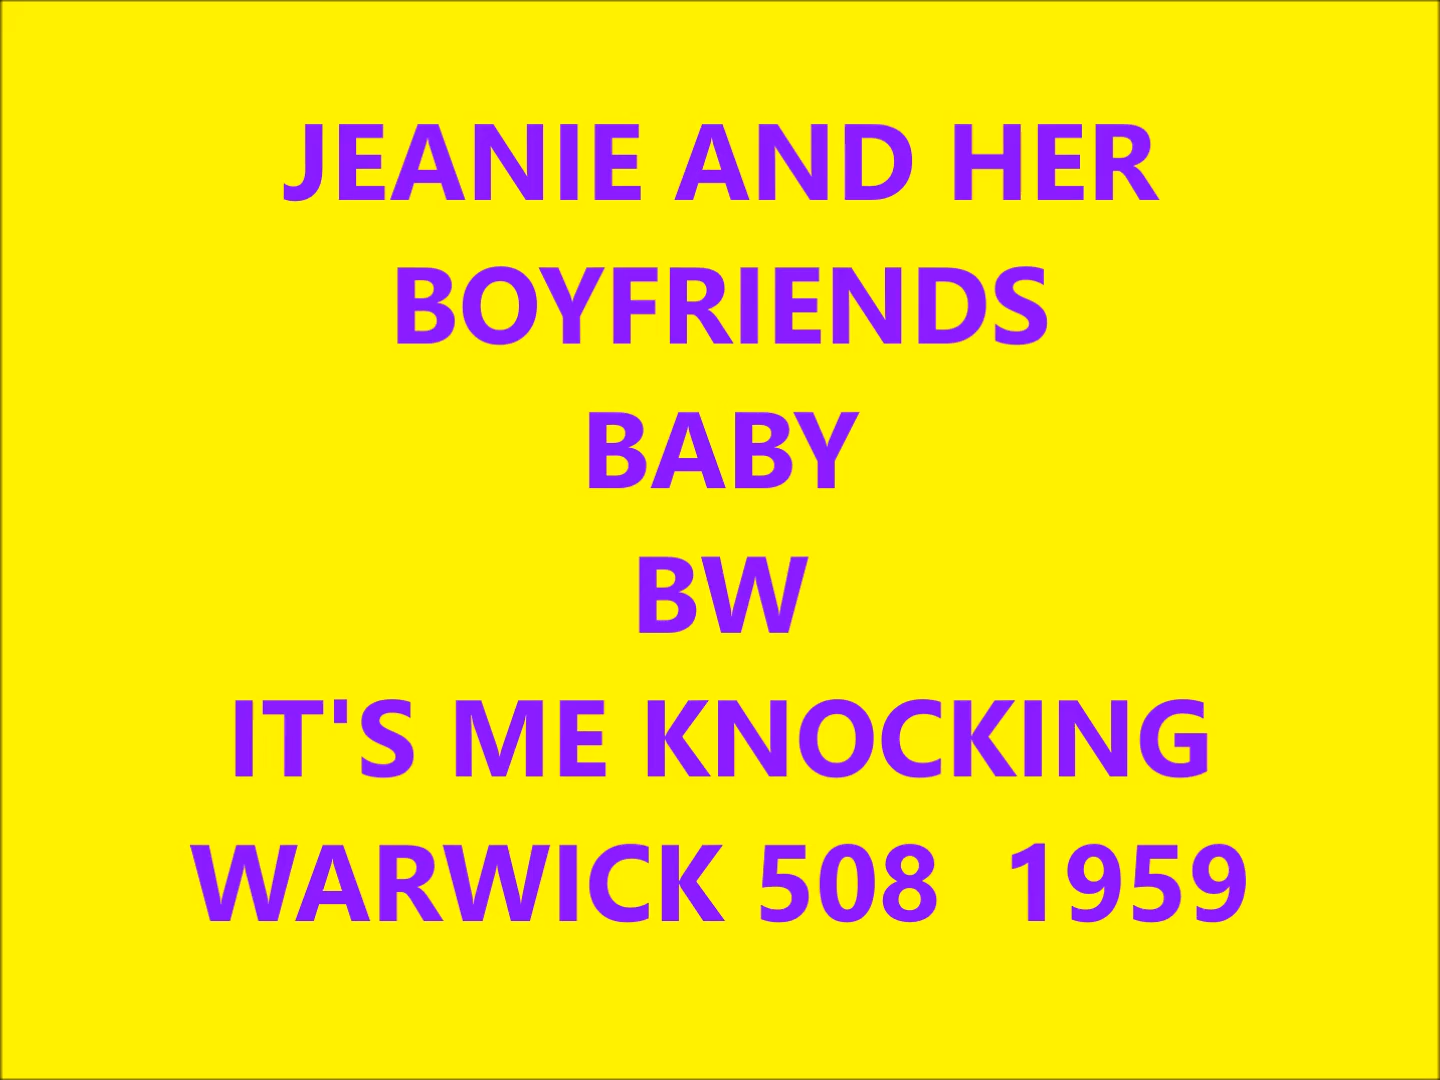 JEANIE AND HER
BOYFRIENDS
BABY
BW
IT'S ME KNOCKING
WARWICK 508  1959